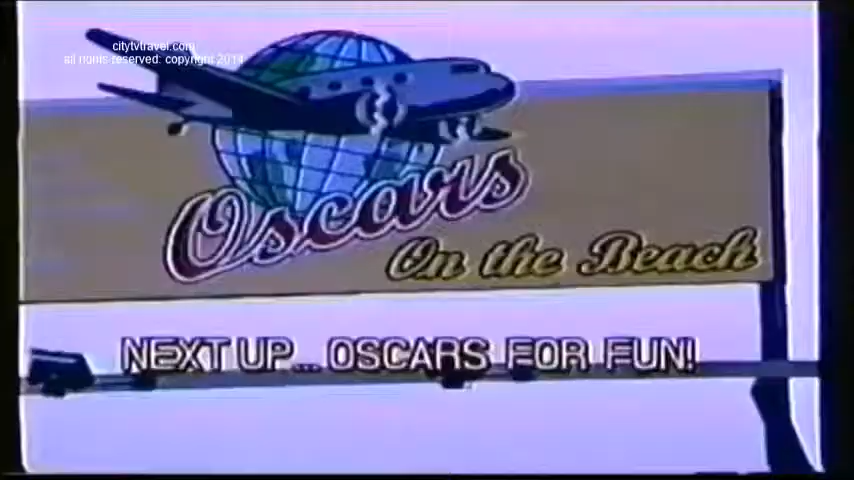 citytvtravel.com
all rights reserved: copyright 2014
Oscars
On the Beach
NEXT UP... OSCARS FOR FUN!